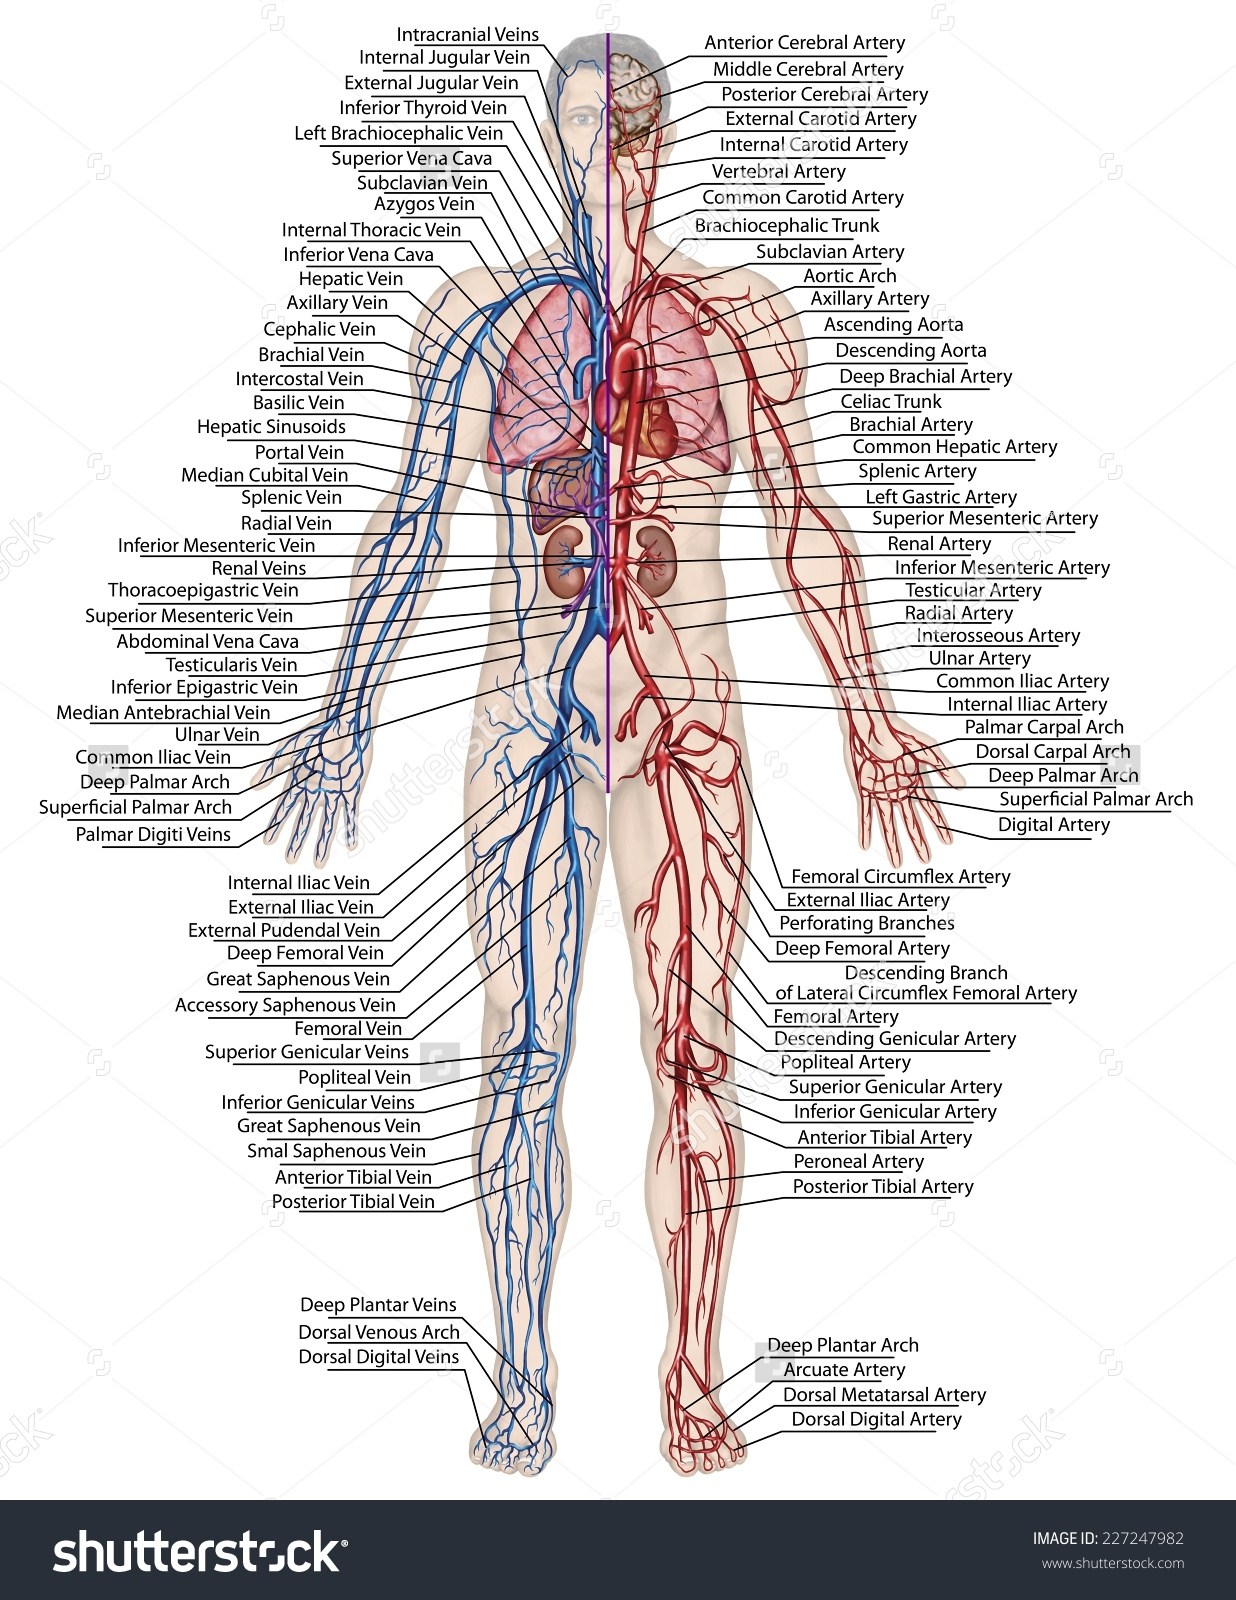 Intracranial Veins
Internal Jugular Vein
External Jugular Vein
Inferior Thyroid Vein
Left Brachiocephalic Vein
Superior Vena Cava
Subclavian Vein
Azygos Vein
Internal Thoracic Vein
Inferior Vena Cava
Hepatic Vein
Axillary Vein
Cephalic Vein
Brachial Vein
Intercostal Vein
Basilic Vein
Hepatic Sinusoids
Portal Vein
Median Cubital Vein
Splenic Vein
Radial Vein
Inferior Mesenteric Vein
Renal Veins
Thoracoepigastric Vein
Superior Mesenteric Vein
Abdominal Vena Cava
Testicularis Vein
Inferior Epigastric Vein
Median Antebrachial Vein
Ulnar Vein
Common Iliac Vein
Deep Palmar Arch
Superficial Palmar Arch
Palmar Digiti Veins
Internal Iliac Vein
External Iliac Vein
External Pudendal Vein
Deep Femoral Vein
Great Saphenous Vein
Accessory Saphenous Vein
Femoral Vein
Superior Genicular Veins
Popliteal Vein
Inferior Genicular Veins
Great Saphenous Vein
Smal Saphenous Vein
Anterior Tibial Vein
Posterior Tibial Vein
Deep Plantar Veins
Dorsal Venous Arch
Dorsal Digital Veins
Anterior Cerebral Artery
Middle Cerebral Artery
Posterior Cerebral Artery
External Carotid Artery
Internal Carotid Artery
Vertebral Artery
Common Carotid Artery
Brachiocephalic Trunk
Subclavian Artery
Aortic Arch
Axillary Artery
Ascending Aorta
Descending Aorta
Deep Brachial Artery
Celiac Trunk
Brachial Artery
Common Hepatic Artery
Splenic Artery
Left Gastric Artery
Superior Mesenteric Artery
Renal Artery
Inferior Mesenteric Artery
Testicular Artery
Radial Artery
Interosseous Artery
Ulnar Artery
Common Iliac Artery
Internal Iliac Artery
Palmar Carpal Arch
Dorsal Carpal Arch
Deep Palmar Arch
Superficial Palmar Arch
Digital Artery
Femoral Circumflex Artery
External Iliac Artery
Perforating Branches
Deep Femoral Artery
Descending Branch
of Lateral Circumflex Femoral Artery
Femoral Artery
Descending Genicular Artery
Popliteal Artery
Superior Genicular Artery
Inferior Genicular Artery
Anterior Tibial Artery
Peroneal Artery
Posterior Tibial Artery
Deep Plantar Arch
Arcuate Artery
Dorsal Metatarsal Artery
Dorsal Digital Artery
shutterstock
IMAGE ID: 227247982
www.shutterstock.com